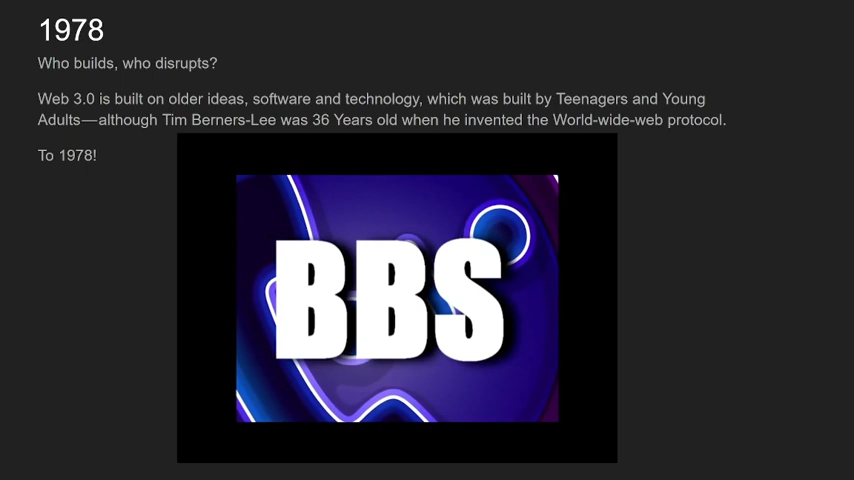 1978
Who builds, who disrupts?
Web 3.0 is built on older ideas, software and technology, which was built by Teenagers and Young
Adults—although Tim Berners-Lee was 36 Years old when he invented the World-wide-web protocol.
To 1978!
BBS